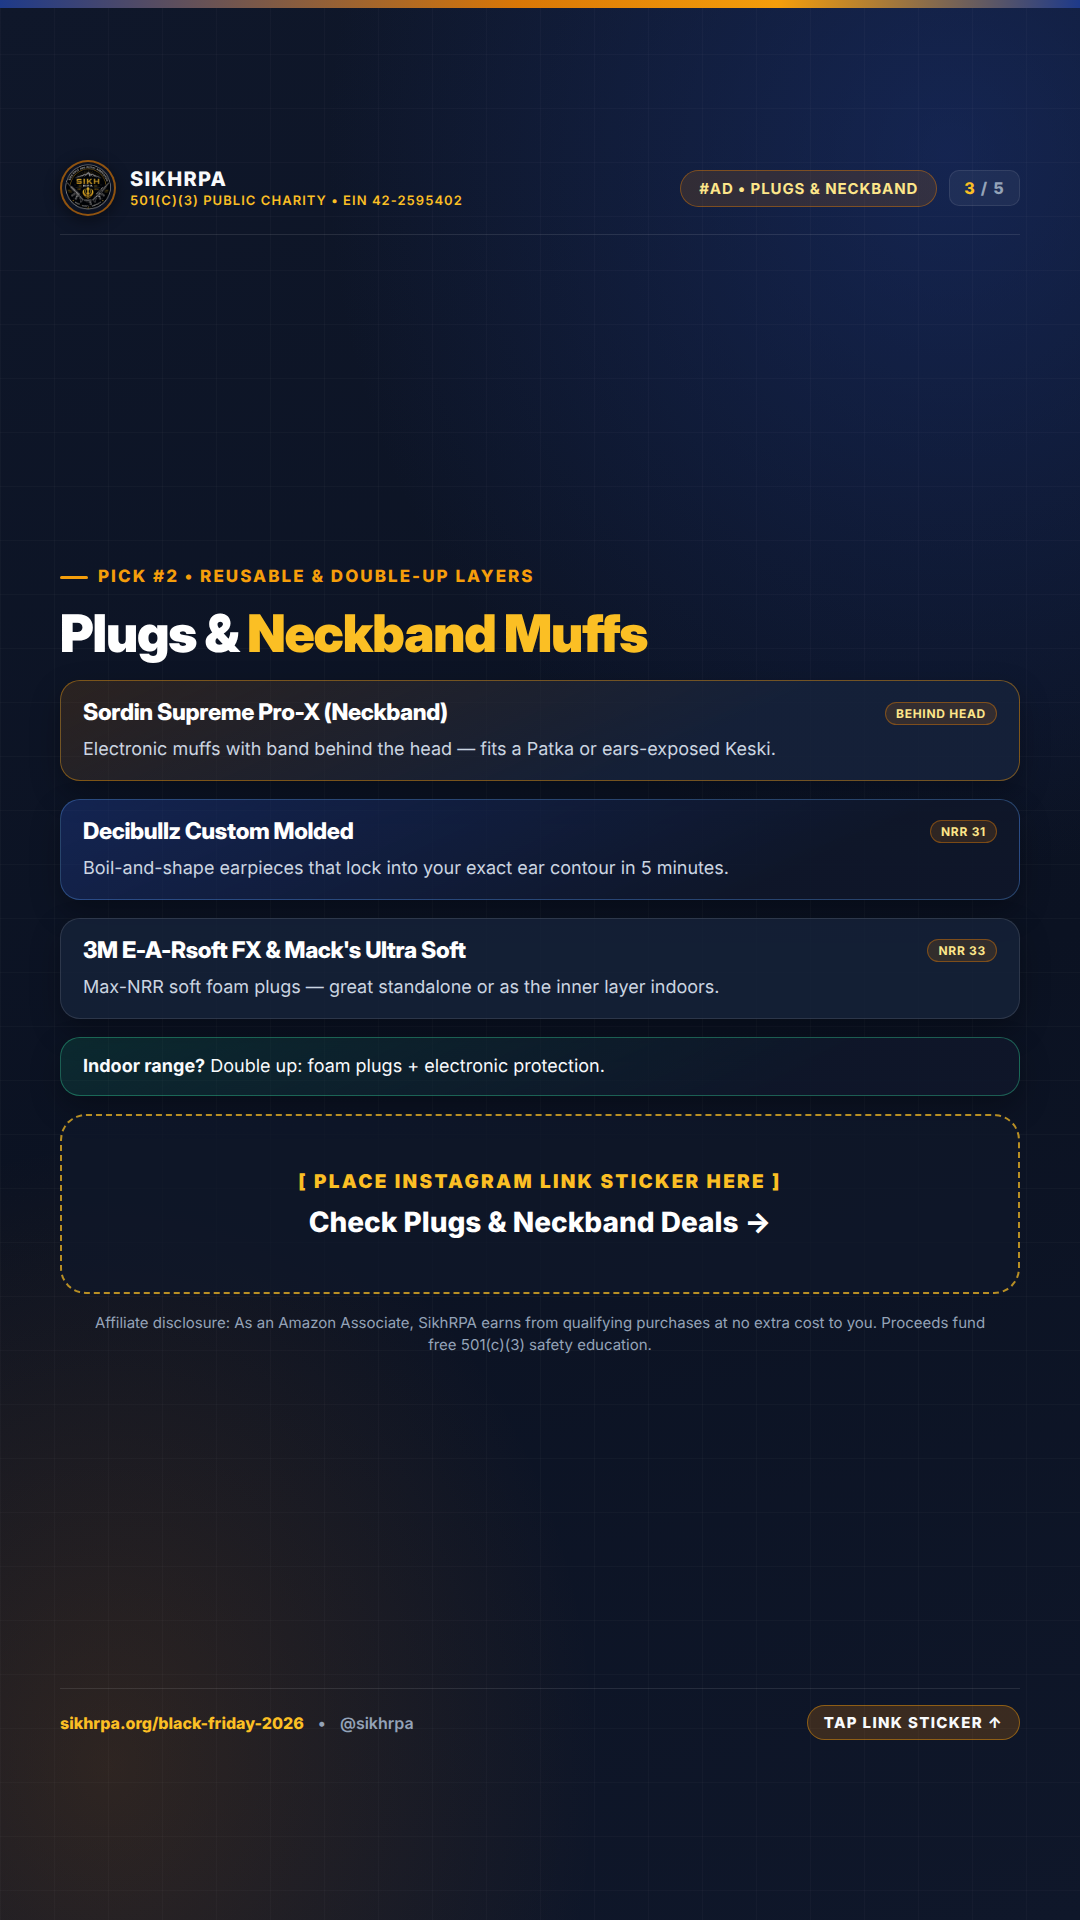 SIKH
SIKHRPA
501(C)(3) PUBLIC CHARITY • EIN 42-2595402
#AD • PLUGS & NECKBAND
3 / 5
PICK #2 • REUSABLE & DOUBLE-UP LAYERS
Plugs & Neckband Muffs
Sordin Supreme Pro-X (Neckband)
BEHIND HEAD
Electronic muffs with band behind the head — fits a Patka or ears-exposed Keski.
Decibullz Custom Molded
NRR 31
Boil-and-shape earpieces that lock into your exact ear contour in 5 minutes.
3M E-A-Rsoft FX & Mack's Ultra Soft
NRR 33
Max-NRR soft foam plugs — great standalone or as the inner layer indoors.
Indoor range? Double up: foam plugs + electronic protection.
[ PLACE INSTAGRAM LINK STICKER HERE ]
Check Plugs & Neckband Deals →
Affiliate disclosure: As an Amazon Associate, SikhRPA earns from qualifying purchases at no extra cost to you. Proceeds fund
free 501(c)(3) safety education.
sikhrpa.org/black-friday-2026 • @sikhrpa
TAP LINK STICKER ↑